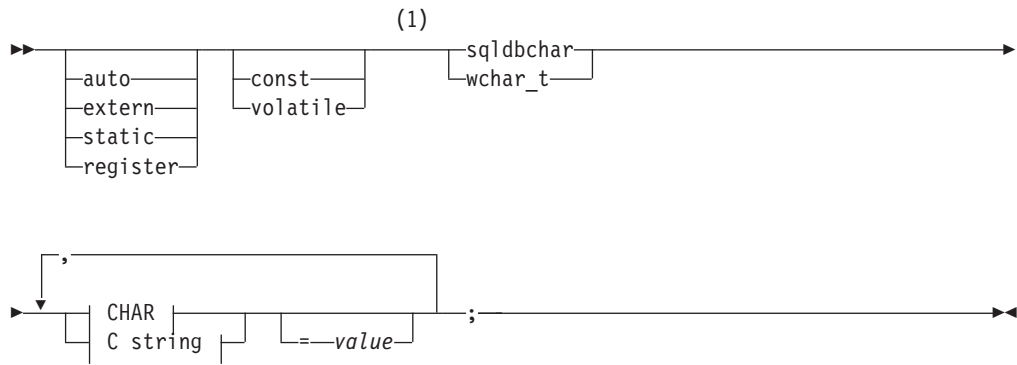 (1)
sqldbchar
auto const wchar_t
extern volatile
static
register
,
CHAR ;
C string = value